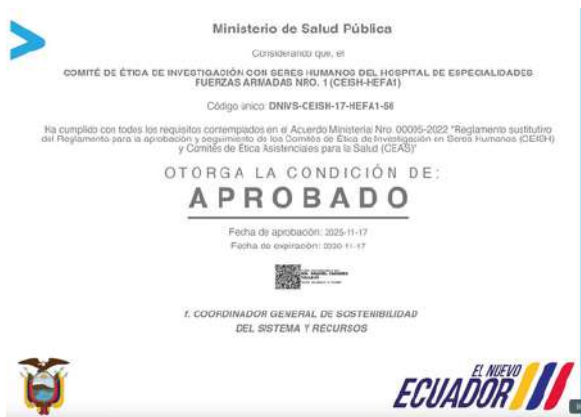 Ministerio de Salud Pública
Considerando que, el
COMITÉ DE ÉTICA DE INVESTIGACIÓN CON SERES HUMANOS DEL HOSPITAL DE ESPECIALIDADES
FUERZAS ARMADAS NRO. 1 (CEISH-HEFA1)
Código único: DNIVS-CEISH-17-HEFA1-56
Ha cumplido con todos los requisitos contemplados en el Acuerdo Ministerial Nro. 00005-2022 "Reglamento sustitutivo
del Reglamento para la aprobación y seguimiento de los Comités de Ética de Investigación en Seres Humanos (CEISH)
y Comités de Ética Asistenciales para la Salud (CEAS)"
OTORGA LA CONDICIÓN DE:
APROBADO
Fecha de aprobación: 2025-11-17
Fecha de expiración:
f. COORDINADOR GENERAL DE SOSTENIBILIDAD
DEL SISTEMA Y RECURSOS
EL NUEVO
ECUADOR